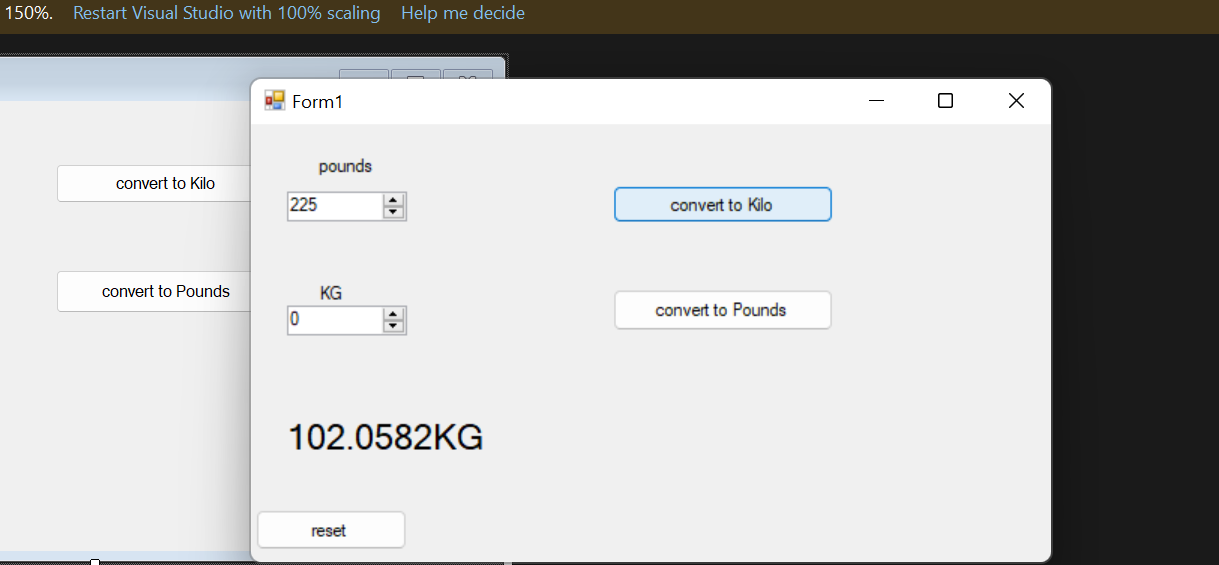 150%. Restart Visual Studio with 100% scaling Help me decide
convert to Kilo
convert to Pounds
Form1
pounds
225
convert to Kilo
KG
0
convert to Pounds
102.0582KG
reset